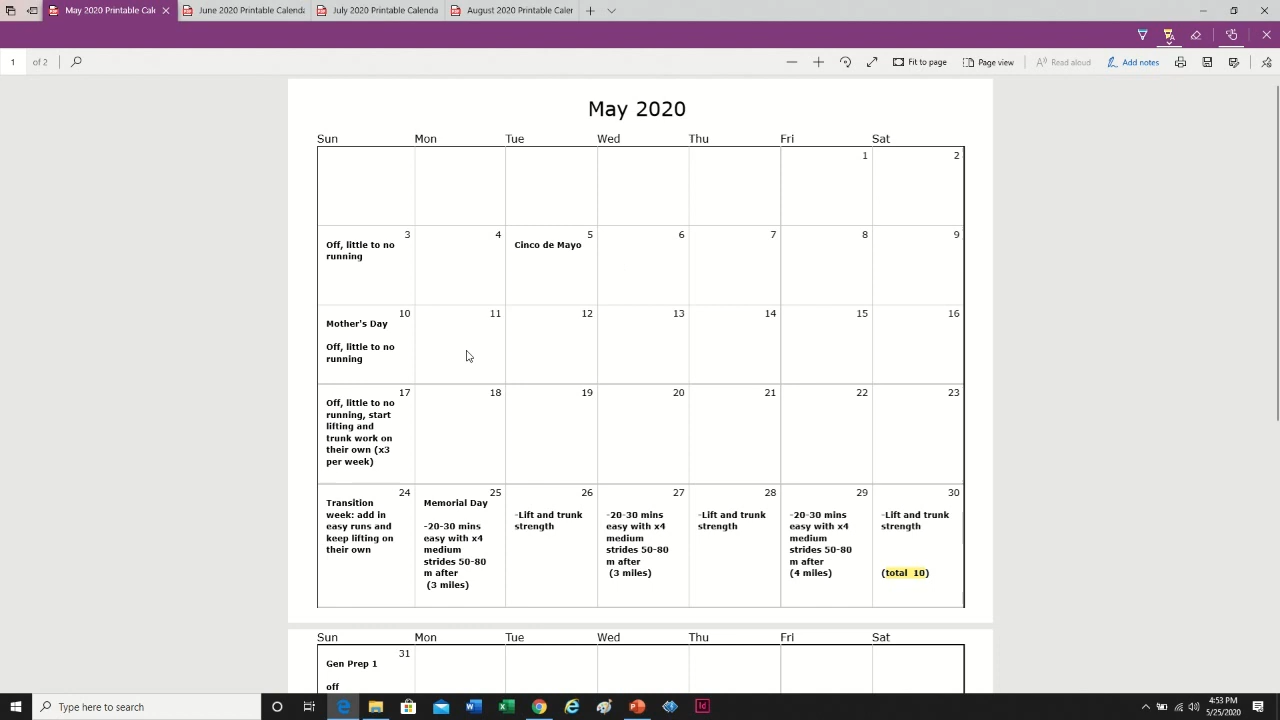 May 2020 Printable Cal
June 2020 Printable Calenda
July 2020 Printable Calenda
August 2020 Printable Caler
1 of 2
Fit to page
Page view
Read aloud
Add notes
May 2020
Sun Mon Tue Wed Thu Fri Sat
1 2
3 4 5 6 7 8 9
Off, little to no
running
Cinco de Mayo
10 11 12 13 14 15 16
Mother's Day
Off, little to no
running
17 18 19 20 21 22 23
Off, little to no
running, start
lifting and
trunk work on
their own (x3
per week)
24 25 26 27 28 29 30
Transition
week: add in
easy runs and
keep lifting on
their own
Memorial Day
-20-30 mins
easy with x4
medium
strides 50-80
m after
(3 miles)
-Lift and trunk
strength
-20-30 mins
easy with x4
medium
strides 50-80
m after
(3 miles)
-Lift and trunk
strength
-20-30 mins
easy with x4
medium
strides 50-80
m after
(4 miles)
-Lift and trunk
strength
(total 10)
Sun Mon Tue Wed Thu Fri Sat
31
Gen Prep 1
off
Type here to search
4:53 PM
5/25/2020